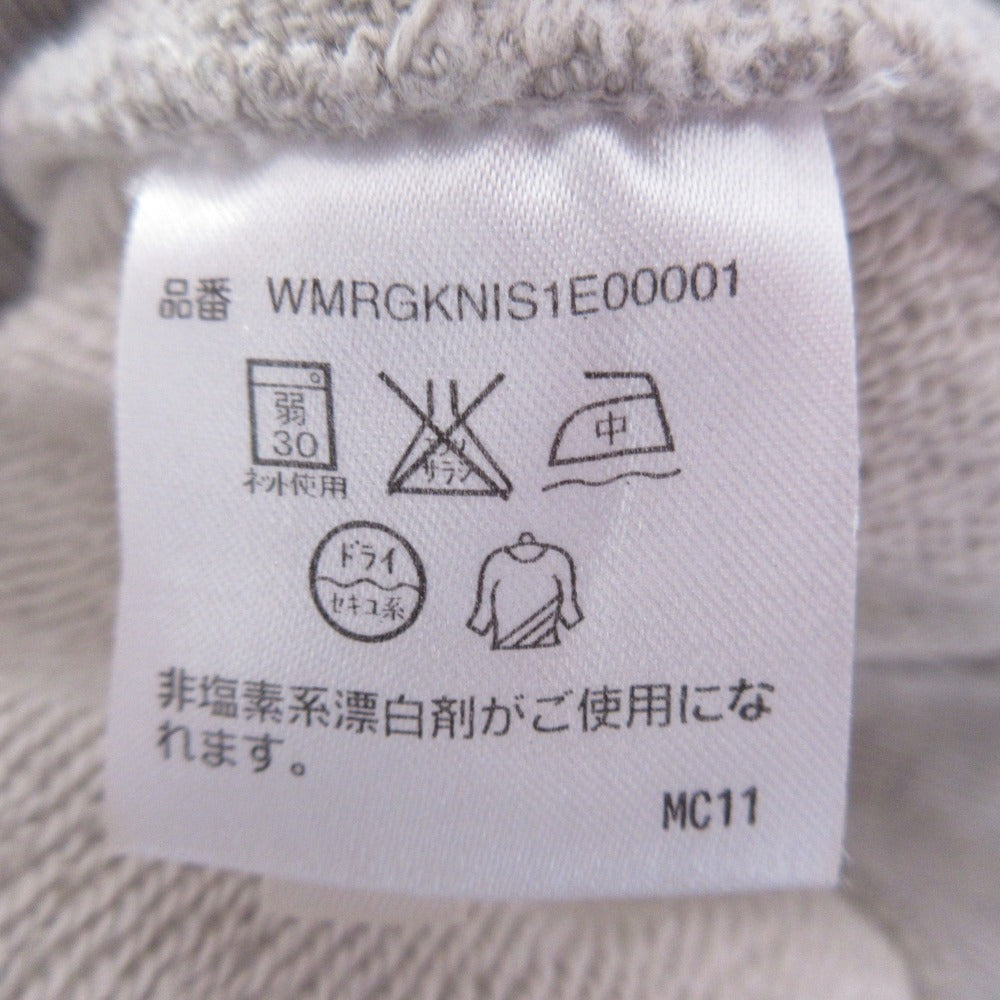 品番 WMRGKNIS1E00001
弱
30
ネット使用
エンソ
サラシ
中
ドライ
セキユ系
非塩素系漂白剤がご使用にな
れます。
MC11